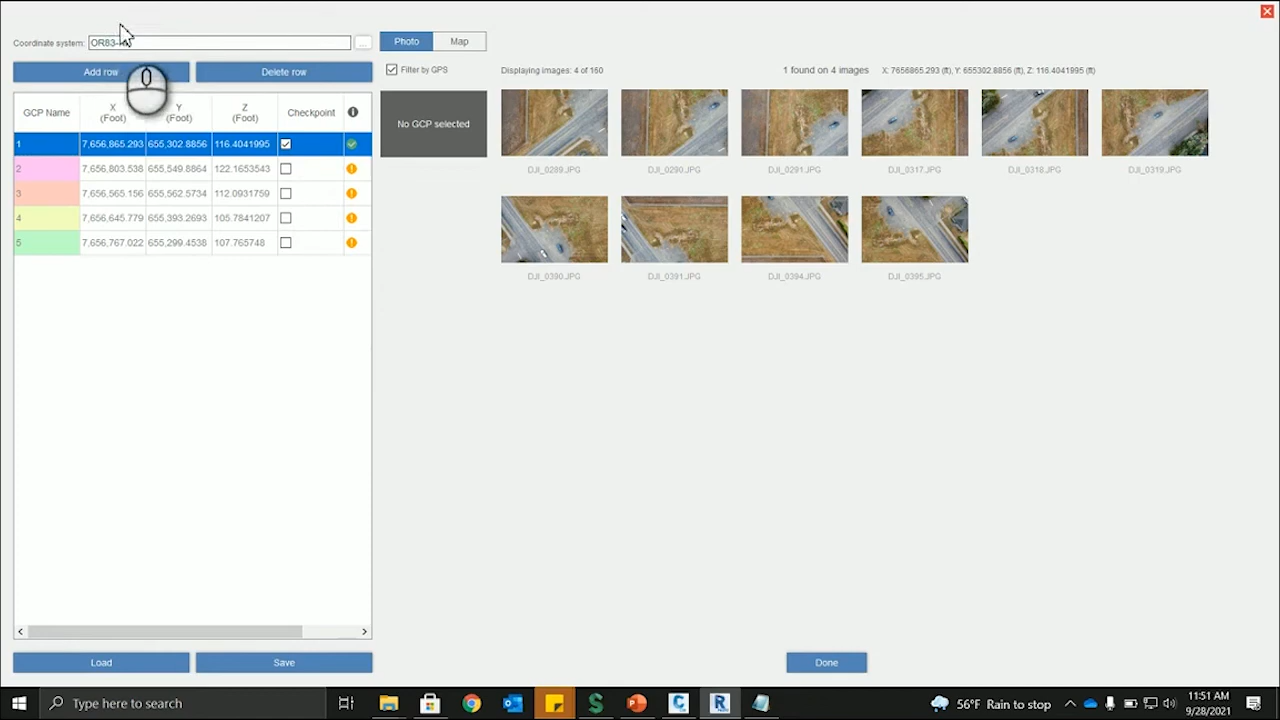 Coordinate system: OR83-
...
Photo Map
Add row Delete row
Filter by GPS Displaying images: 4 of 160 1 found on 4 images X: 7656865.293 (ft), Y: 655302.8856 (ft), Z: 116.4041995 (ft)
GCP Name X (Foot) Y (Foot) Z (Foot) Checkpoint
No GCP selected
1 7,656,865.293 655,302.8856 116.4041995
2 7,656,803.538 655,549.8864 122.1653543
3 7,656,565.156 655,562.5734 112.0931759
4 7,656,645.779 655,393.2693 105.7841207
5 7,656,767.022 655,299.4538 107.765748
DJI_0289.JPG DJI_0290.JPG DJI_0291.JPG DJI_0317.JPG DJI_0318.JPG DJI_0319.JPG
DJI_0390.JPG DJI_0391.JPG DJI_0394.JPG DJI_0395.JPG
Load Save Done
Type here to search
56°F Rain to stop
11:51 AM
9/28/2021